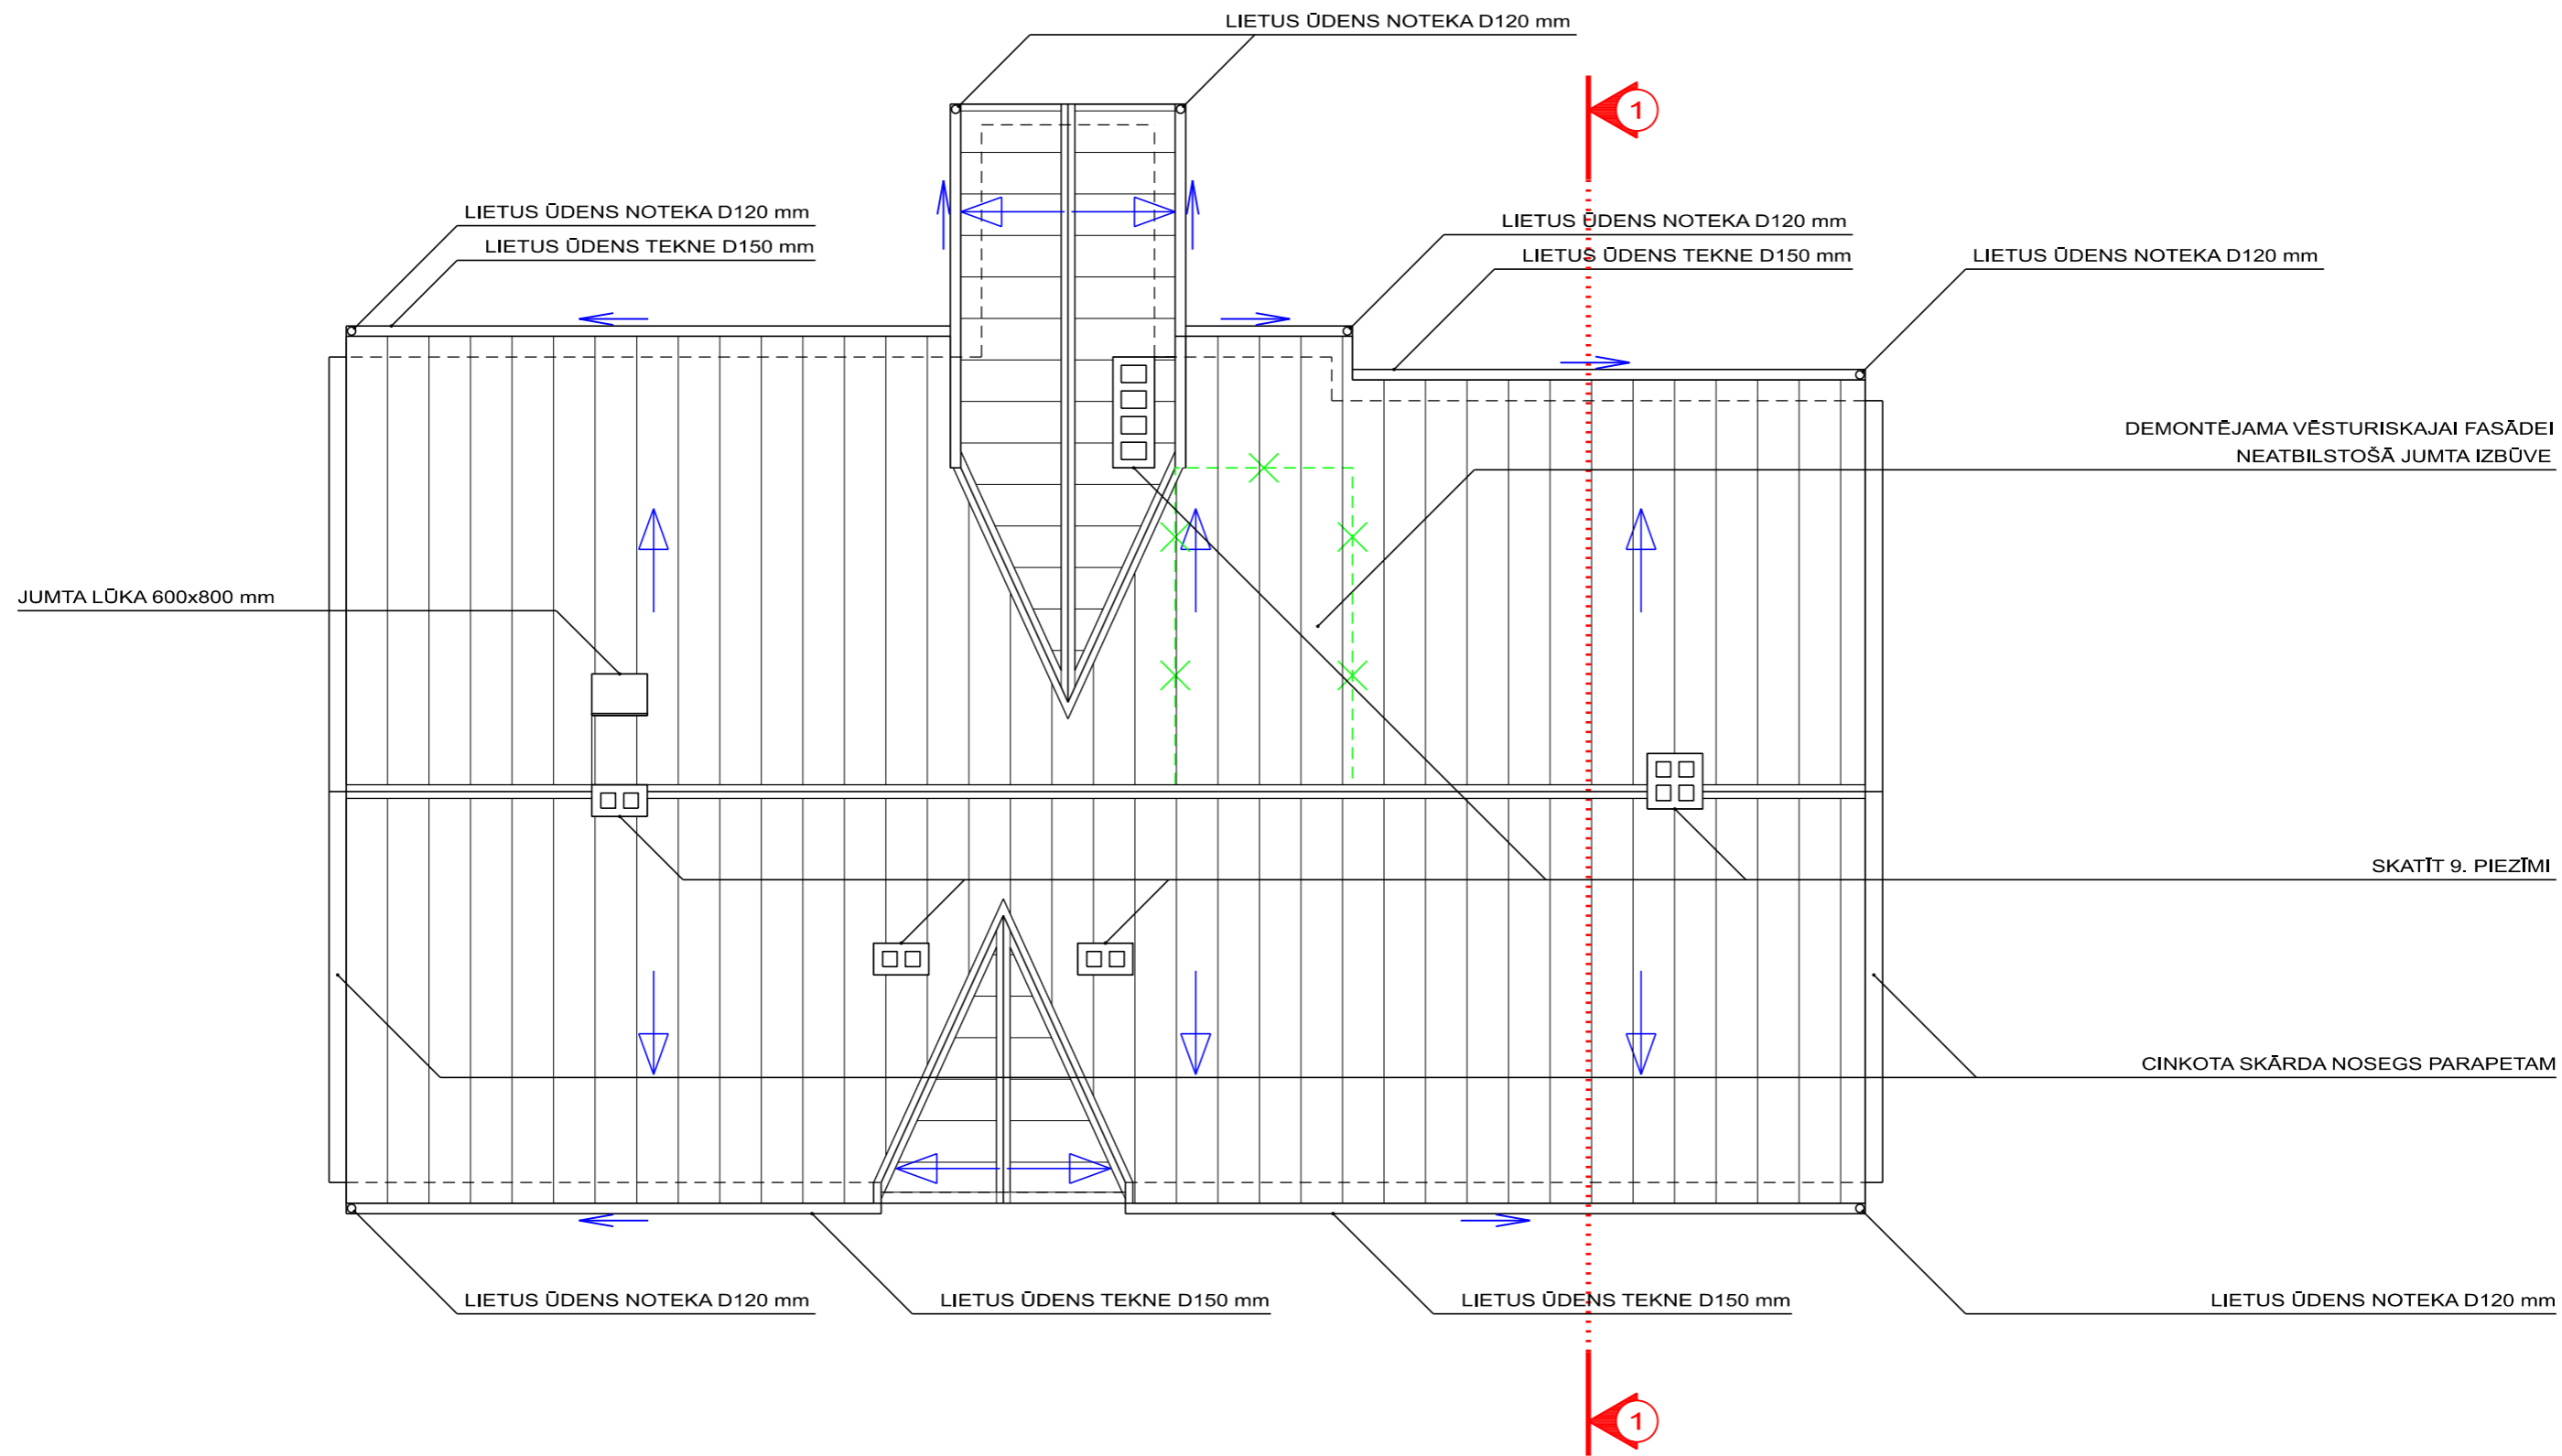 LIETUS ŪDENS NOTEKA D120 mm
1
LIETUS ŪDENS NOTEKA D120 mm
LIETUS ŪDENS TEKNE D150 mm
LIETUS ŪDENS NOTEKA D120 mm
LIETUS ŪDENS TEKNE D150 mm
LIETUS ŪDENS NOTEKA D120 mm
DEMONTĒJAMA VĒSTURISKAJAI FASĀDEI
NEATBILSTOŠĀ JUMTA IZBŪVE
JUMTA LŪKA 600x800 mm
SKATĪT 9. PIEZĪMI
CINKOTA SKĀRDA NOSEGS PARAPETAM
LIETUS ŪDENS NOTEKA D120 mm
LIETUS ŪDENS TEKNE D150 mm
LIETUS ŪDENS TEKNE D150 mm
LIETUS ŪDENS NOTEKA D120 mm
1